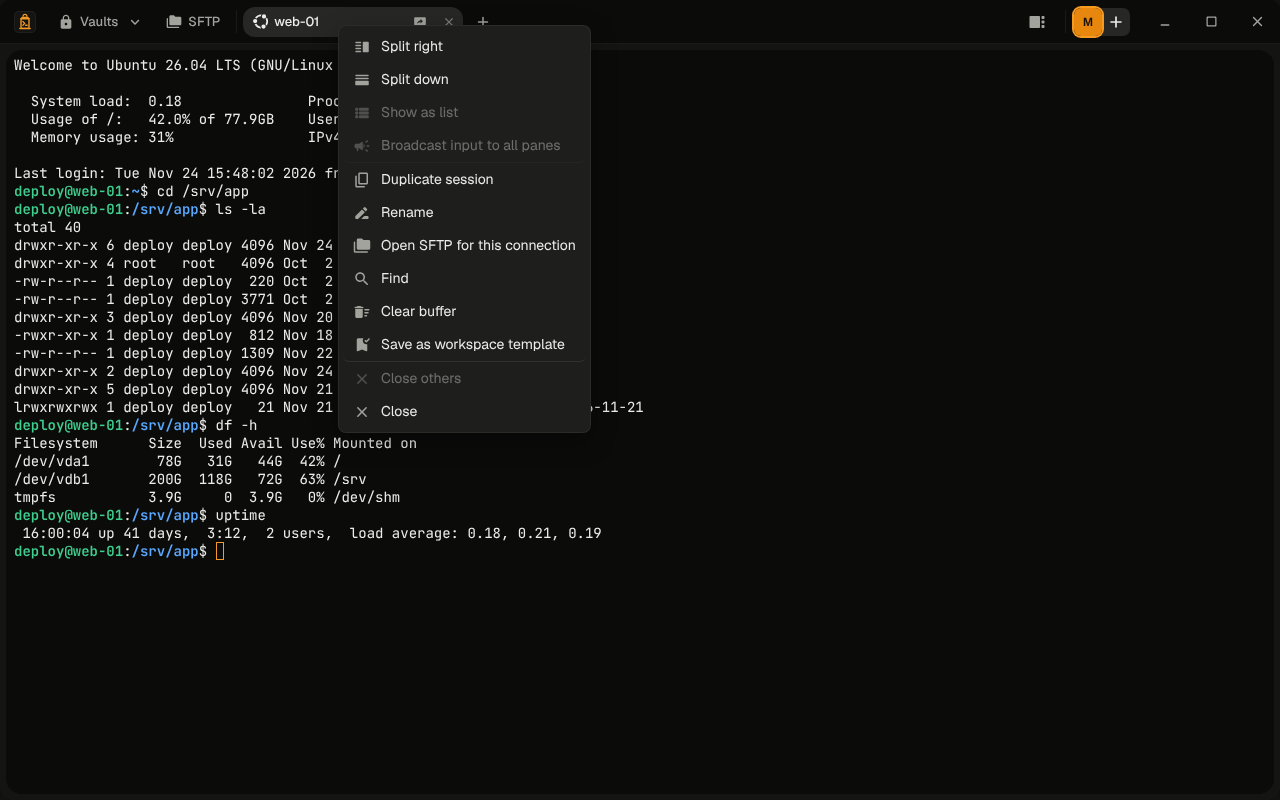 Vaults
SFTP
web-01
M
Split right
Split down
Show as list
Broadcast input to all panes
Duplicate session
Rename
Open SFTP for this connection
Find
Clear buffer
Save as workspace template
Close others
Close
Welcome to Ubuntu 26.04 LTS (GNU/Linux
System load: 0.18
Usage of /: 42.0% of 77.9GB
Memory usage: 31% IPv4
Last login: Tue Nov 24 15:48:02 2026
deploy@web-01:~$ cd /srv/app
deploy@web-01:/srv/app$ ls -la
total 40
drwxr-xr-x 6 deploy deploy 4096 Nov 24
drwxr-xr-x 4 root root 4096 Oct 2
-rw-r--r-- 1 deploy deploy 220 Oct 2
-rw-r--r-- 1 deploy deploy 3771 Oct 2
drwxr-xr-x 3 deploy deploy 4096 Nov 20
-rwxr-xr-x 1 deploy deploy 812 Nov 18
-rw-r--r-- 1 deploy deploy 1309 Nov 22
drwxr-xr-x 2 deploy deploy 4096 Nov 24
drwxr-xr-x 5 deploy deploy 4096 Nov 21
lrwxrwxrwx 1 deploy deploy 21 Nov 21 -11-21
deploy@web-01:/srv/app$ df -h
Filesystem Size Used Avail Use% Mounted on
/dev/vda1 78G 31G 44G 42% /
/dev/vdb1 200G 118G 72G 63% /srv
tmpfs 3.9G 0 3.9G 0% /dev/shm
deploy@web-01:/srv/app$ uptime
16:00:04 up 41 days, 3:12, 2 users, load average: 0.18, 0.21, 0.19
deploy@web-01:/srv/app$